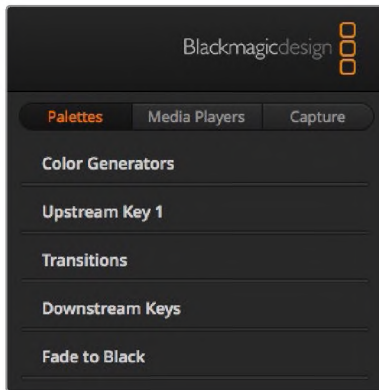 Blackmagicdesign
Palettes Media Players Capture
Color Generators
Upstream Key 1
Transitions
Downstream Keys
Fade to Black